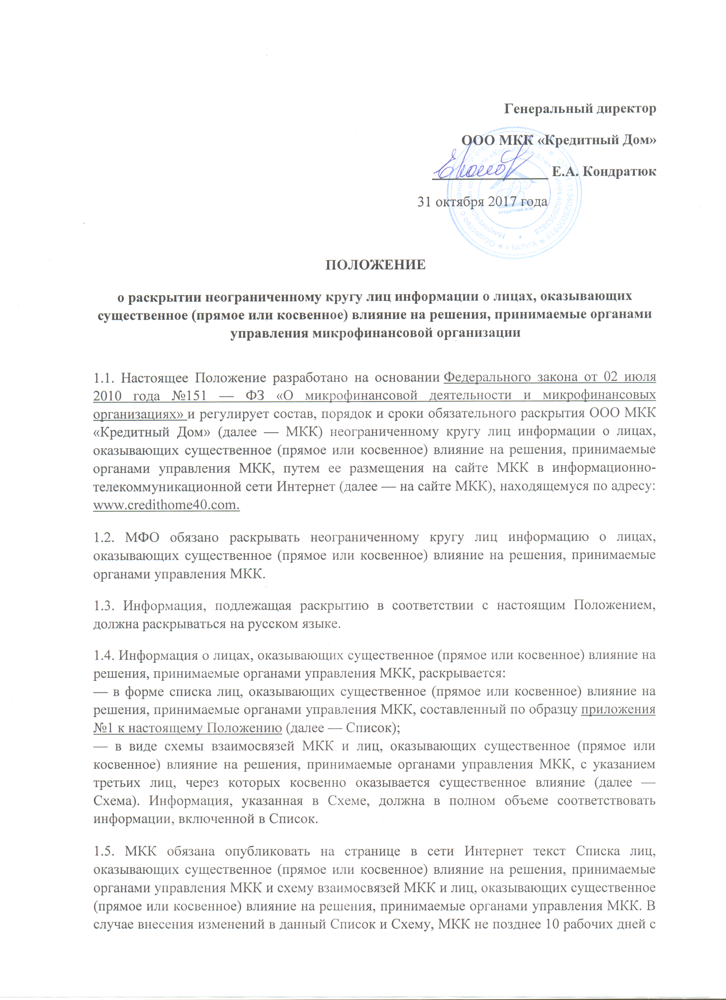 Генеральный директор
ООО МКК «Кредитный Дом»
Е.А. Кондратюк
31 октября 2017 года
Общество с ограниченной ответственностью * ОГРН 1134028000919 * г. КАЛУГА *
Микрокредитная компания «Кредитный дом» ИНН 4028053828
КРЕДИТНЫЙ ДОМ
ПОЛОЖЕНИЕ
о раскрытии неограниченному кругу лиц информации о лицах, оказывающих
существенное (прямое или косвенное) влияние на решения, принимаемые органами
управления микрофинансовой организации
1.1. Настоящее Положение разработано на основании Федерального закона от 02 июля
2010 года №151 — ФЗ «О микрофинансовой деятельности и микрофинансовых
организациях» и регулирует состав, порядок и сроки обязательного раскрытия ООО МКК
«Кредитный Дом» (далее — МКК) неограниченному кругу лиц информации о лицах,
оказывающих существенное (прямое или косвенное) влияние на решения, принимаемые
органами управления МКК, путем ее размещения на сайте МКК в информационно-
телекоммуникационной сети Интернет (далее — на сайте МКК), находящемуся по адресу:
www.credithome40.com.
1.2. МФО обязано раскрывать неограниченному кругу лиц информацию о лицах,
оказывающих существенное (прямое или косвенное) влияние на решения, принимаемые
органами управления МКК.
1.3. Информация, подлежащая раскрытию в соответствии с настоящим Положением,
должна раскрываться на русском языке.
1.4. Информация о лицах, оказывающих существенное (прямое или косвенное) влияние на
решения, принимаемые органами управления МКК, раскрывается:
— в форме списка лиц, оказывающих существенное (прямое или косвенное) влияние на
решения, принимаемые органами управления МКК, составленный по образцу приложения
№1 к настоящему Положению (далее — Список);
— в виде схемы взаимосвязей МКК и лиц, оказывающих существенное (прямое или
косвенное) влияние на решения, принимаемые органами управления МКК, с указанием
третьих лиц, через которых косвенно оказывается существенное влияние (далее —
Схема). Информация, указанная в Схеме, должна в полном объеме соответствовать
информации, включенной в Список.
1.5. МКК обязана опубликовать на странице в сети Интернет текст Списка лиц,
оказывающих существенное (прямое или косвенное) влияние на решения, принимаемые
органами управления МКК и схему взаимосвязей МКК и лиц, оказывающих существенное
(прямое или косвенное) влияние на решения, принимаемые органами управления МКК. В
случае внесения изменений в данный Список и Схему, МКК не позднее 10 рабочих дней с